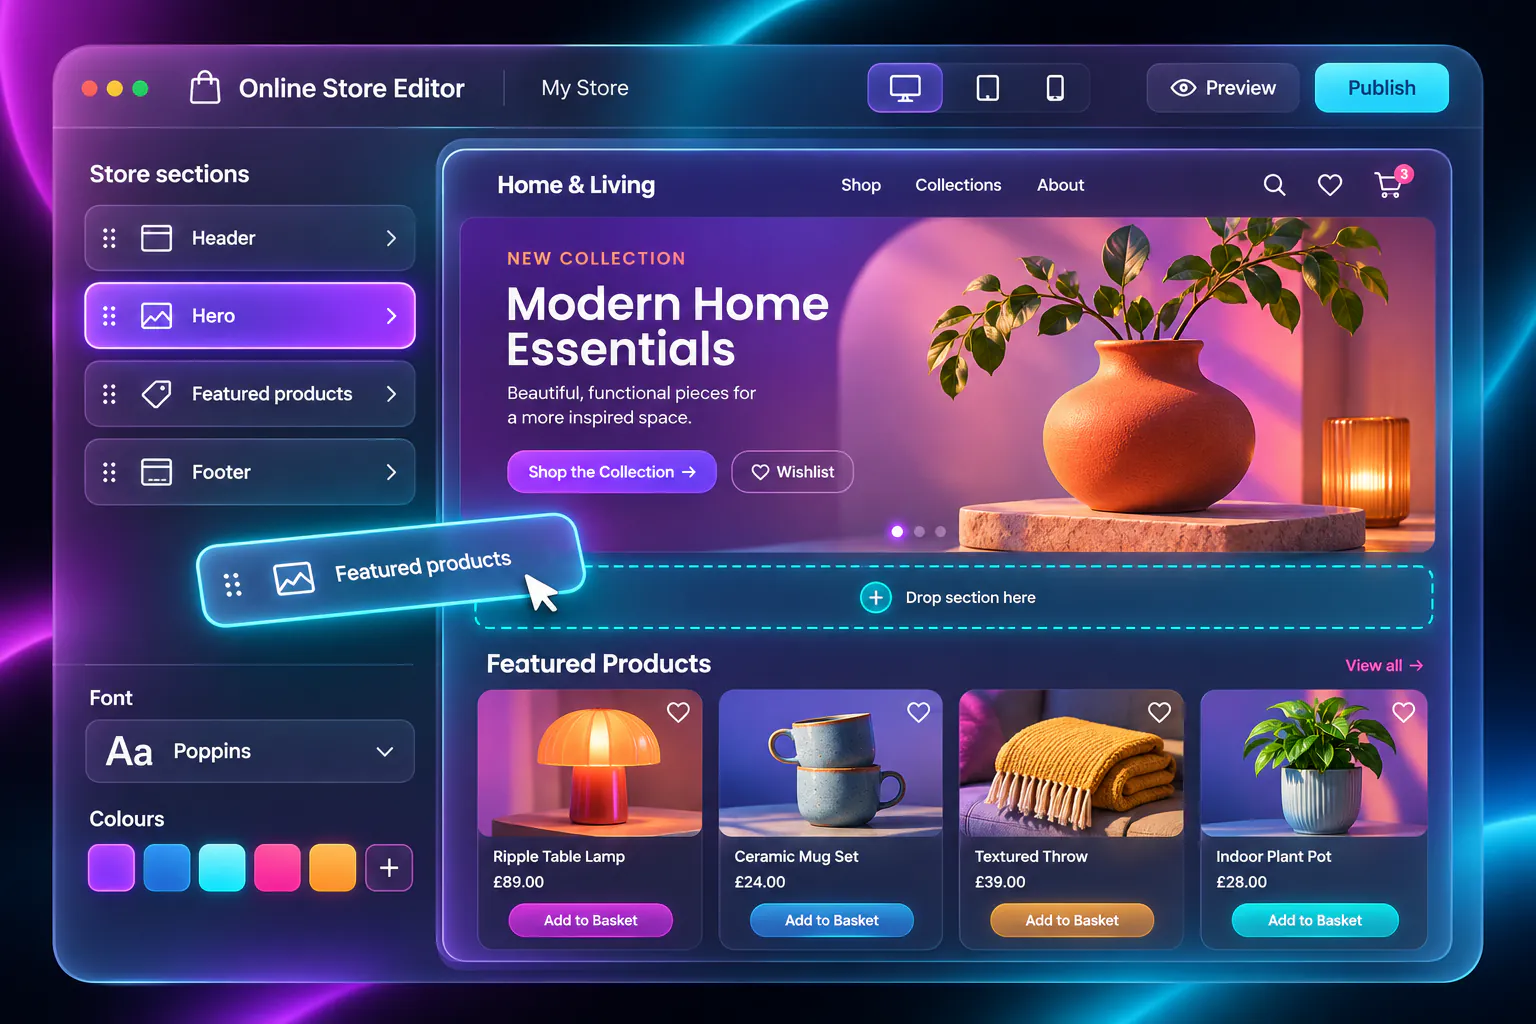 Online Store Editor
My Store
Preview
Publish
Store sections
Header
Hero
Featured products
Footer
Featured products
Font
Aa Poppins
Colours
Home & Living
Shop
Collections
About
3
NEW COLLECTION
Modern Home
Essentials
Beautiful, functional pieces for
a more inspired space.
Shop the Collection →
Wishlist
Drop section here
Featured Products
View all →
Ripple Table Lamp
£89.00
Add to Basket
Ceramic Mug Set
£24.00
Add to Basket
Textured Throw
£39.00
Add to Basket
Indoor Plant Pot
£28.00
Add to Basket